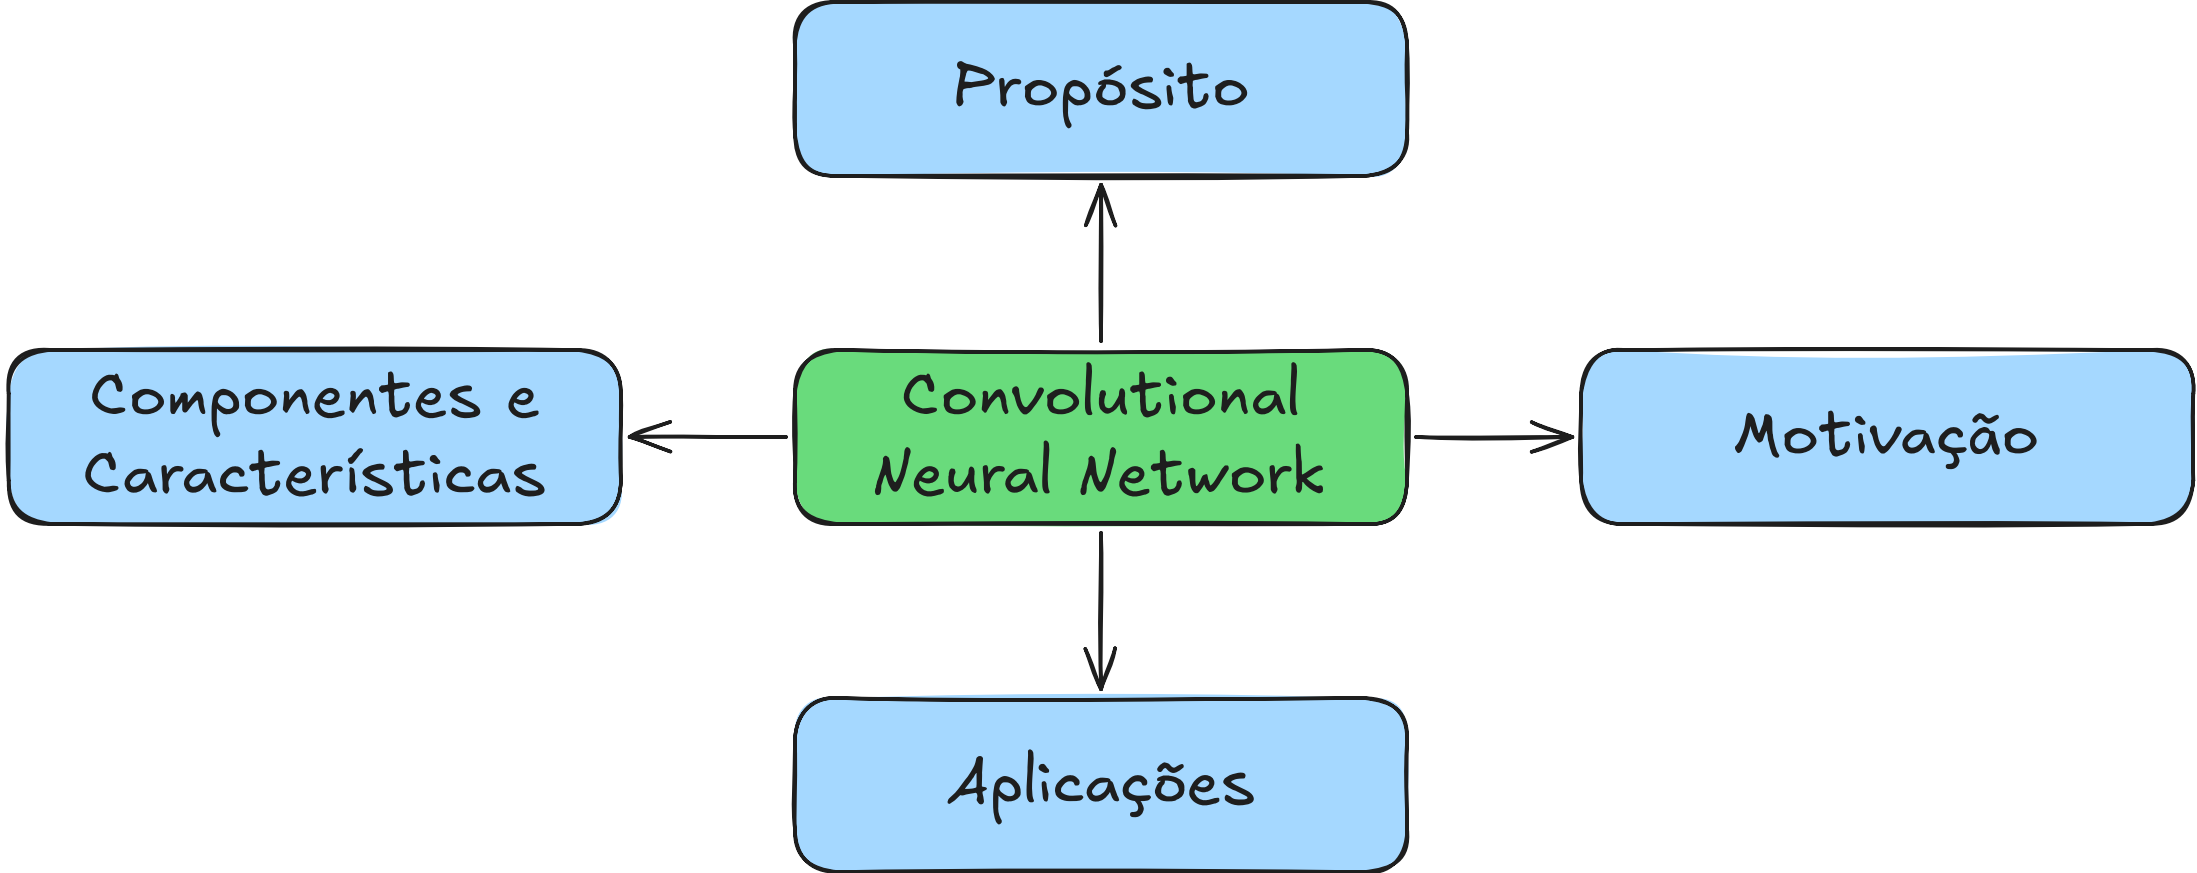 Propósito
Componentes e
Características
Convolutional
Neural Network
Motivação
Aplicações